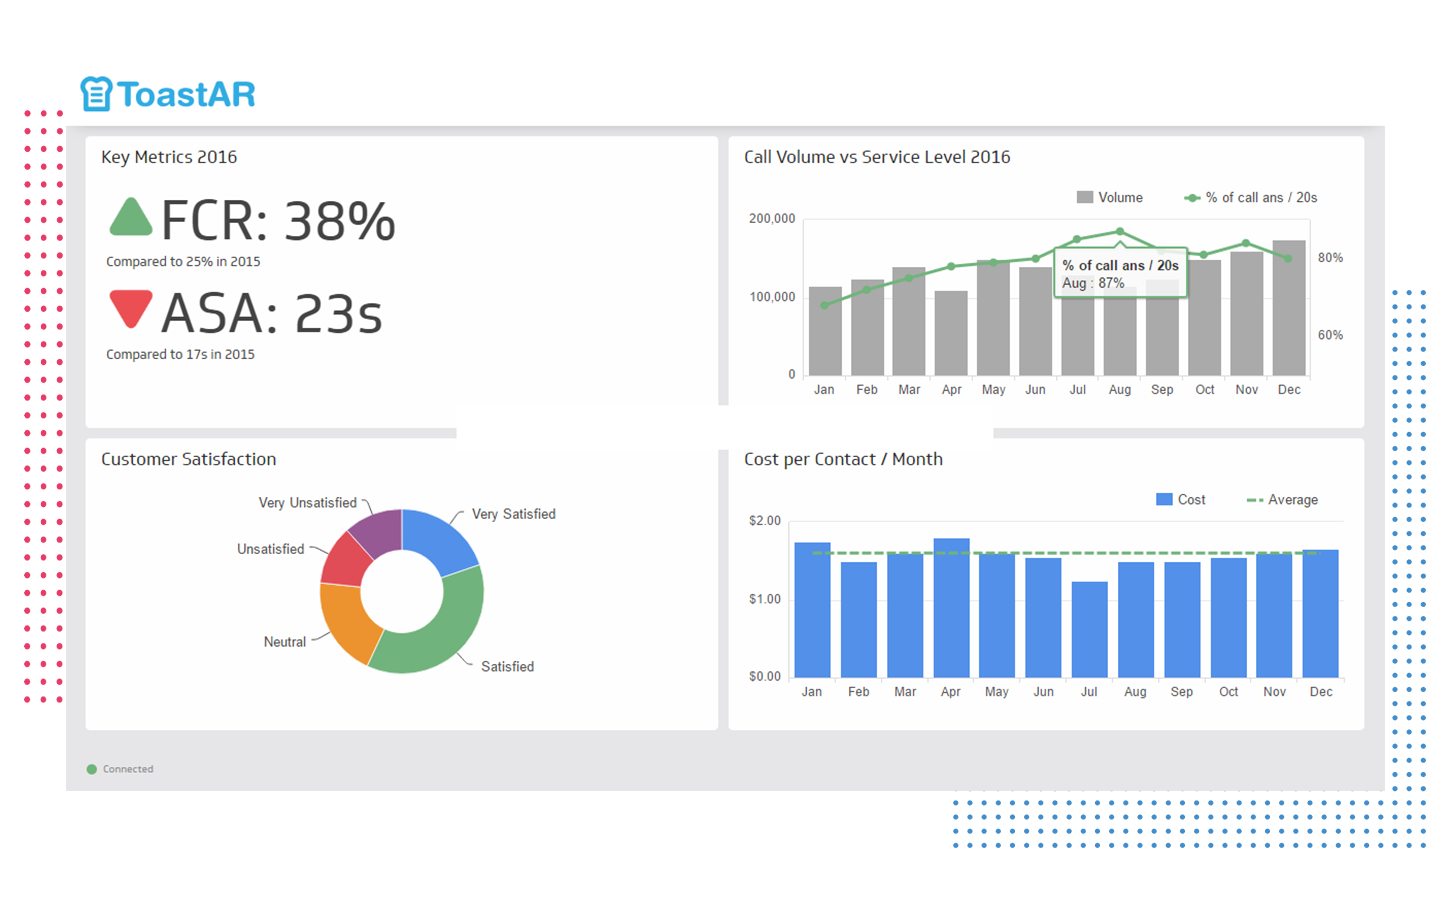 ToastAR
Key Metrics 2016
FCR: 38%
Compared to 25% in 2015
ASA: 23s
Compared to 17s in 2015
Call Volume vs Service Level 2016
Volume
% of call ans / 20s
200,000
100,000
0
80%
60%
% of call ans / 20s
Aug : 87%
Jan Feb Mar Apr May Jun Jul Aug Sep Oct Nov Dec
Customer Satisfaction
Very Unsatisfied
Very Satisfied
Unsatisfied
Neutral
Satisfied
Cost per Contact / Month
Cost
Average
$2.00
$1.00
$0.00
Jan Feb Mar Apr May Jun Jul Aug Sep Oct Nov Dec
Connected